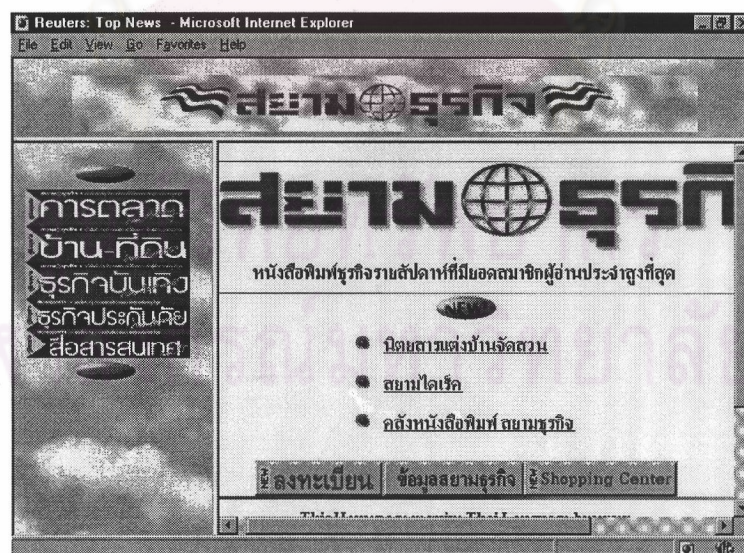 Reuters: Top News - Microsoft Internet Explorer
File Edit View Go Favorites Help
สยามธุรกิจ
การตลาด
บ้าน-ที่ดิน
ธุรกิจบันเทิง
ธุรกิจประกันภัย
สื่อสารสนเทศ
สยามธุรกิ
หนังสือพิมพ์ธุรกิจรายสัปดาห์ที่มียอดสมาชิกผู้อ่านประจำสูงที่สุด
NEW
นิตยสารแต่งบ้านจัดสวน
สยามไดเร็ค
คลังหนังสือพิมพ์ สยามธุรกิจ
ลงทะเบียน ข้อมูลสยามธุรกิจ Shopping Center